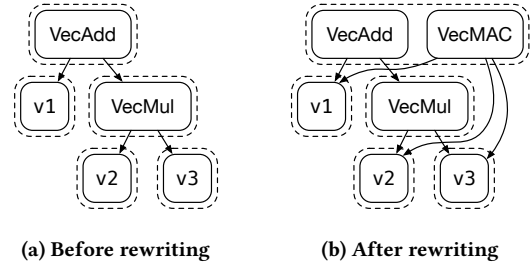 VecAdd
v1
VecMul
v2
v3
(a) Before rewriting
VecAdd
VecMAC
v1
VecMul
v2
v3
(b) After rewriting